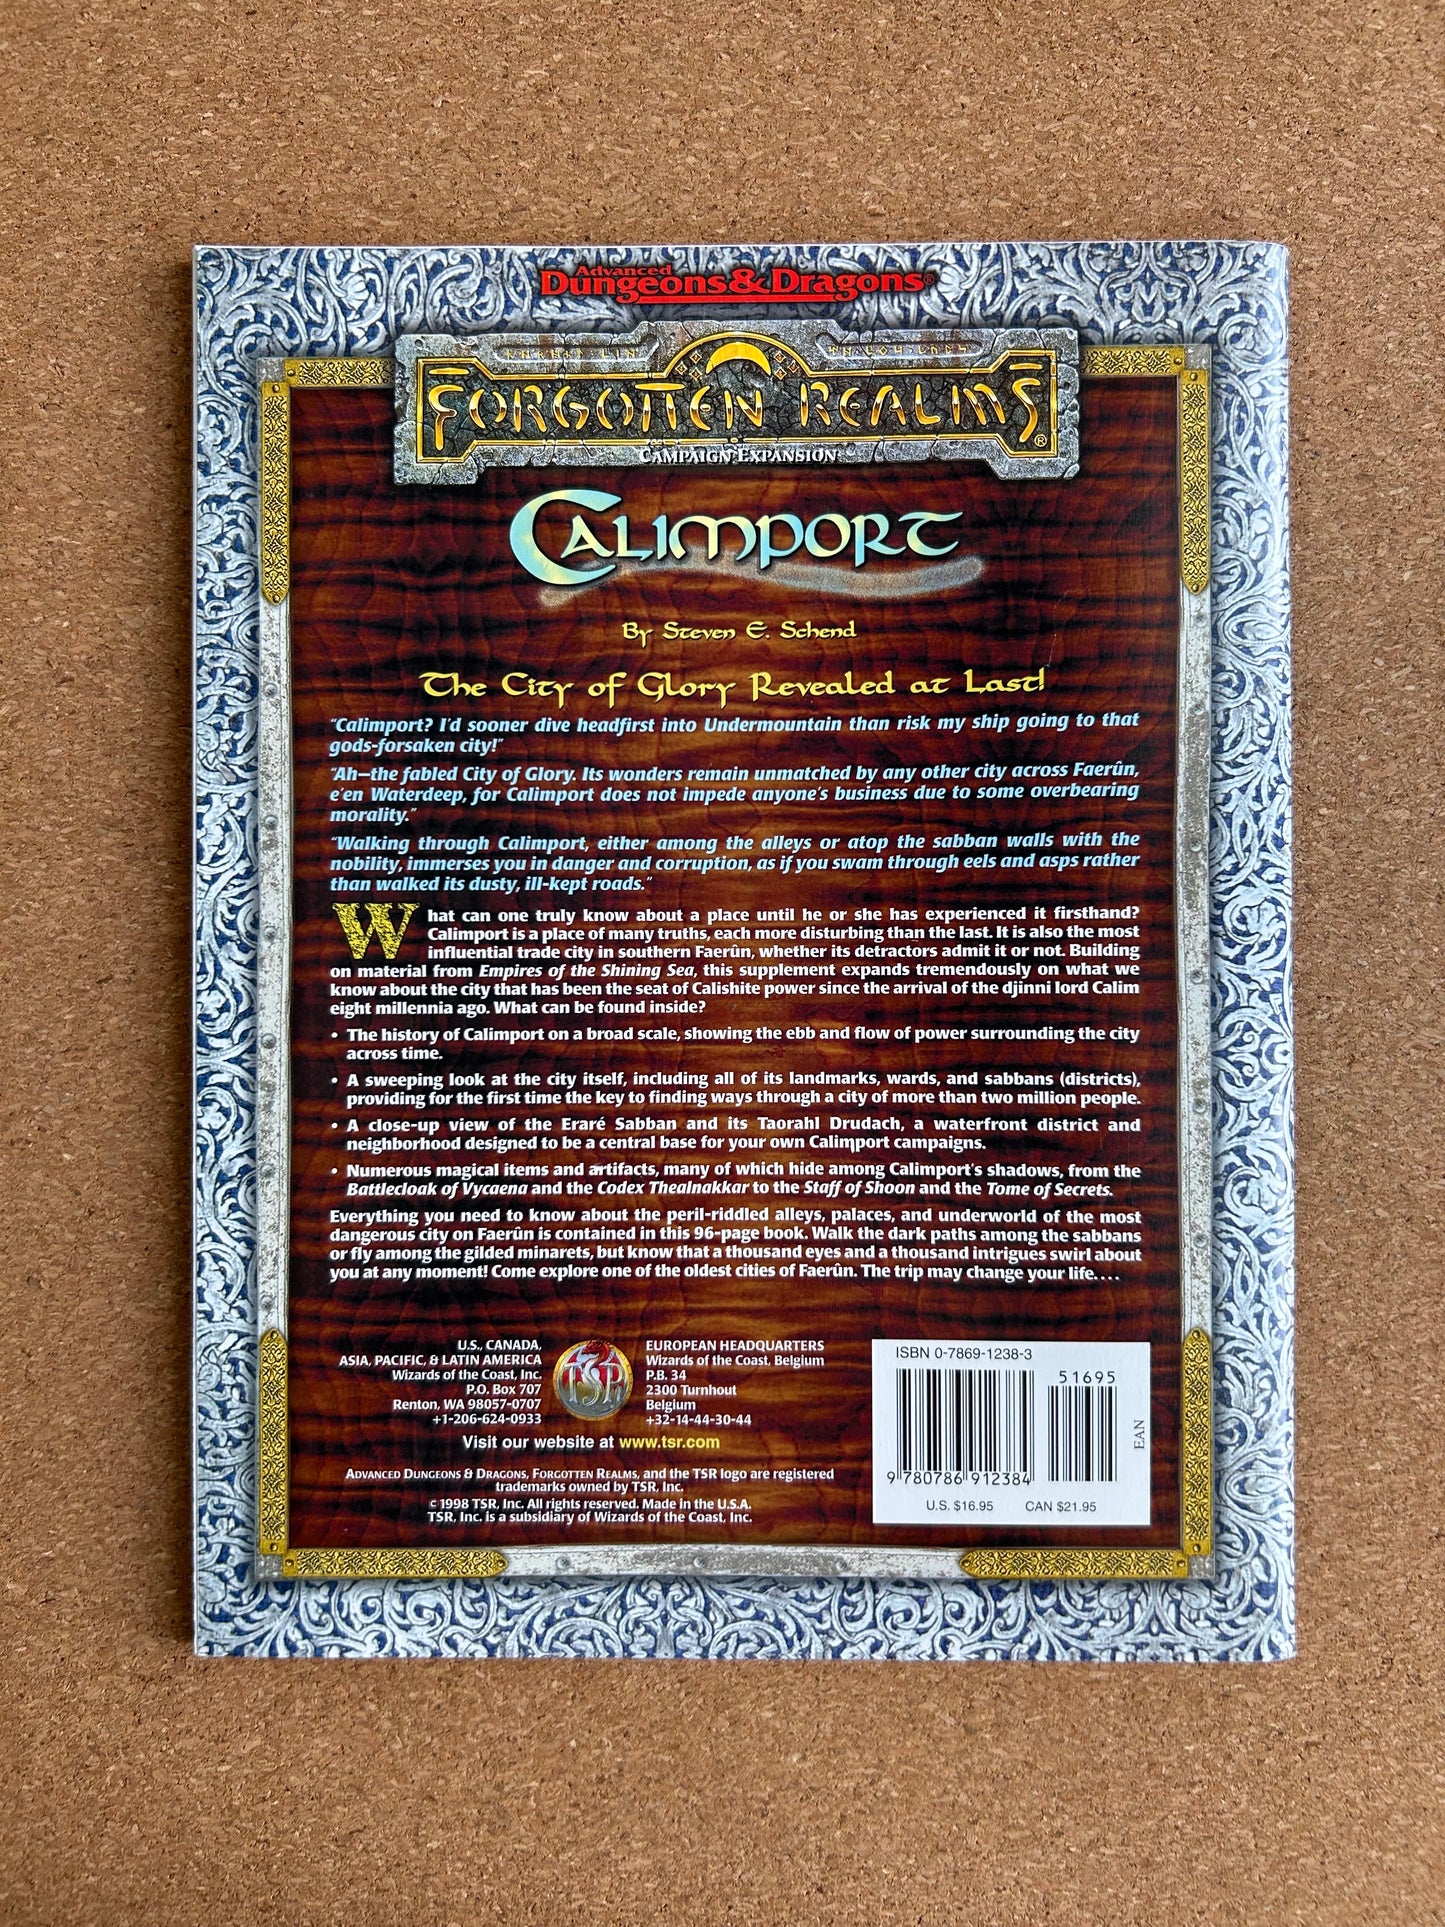 Advanced
Dungeons & Dragons®
Forgotten Realms®
Campaign Expansion
Calimport
By Steven E. Schend
The City of Glory Revealed at Last!
"Calimport? I'd sooner dive headfirst into Undermountain than risk my ship going to that
gods-forsaken city!"
"Ah—the fabled City of Glory. Its wonders remain unmatched by any other city across Faerûn,
e'en Waterdeep, for Calimport does not impede anyone's business due to some overbearing
morality."
"Walking through Calimport, either among the alleys or atop the sabban walls with the
nobility, immerses you in danger and corruption, as if you swam through eels and asps rather
than walked its dusty, ill-kept roads."
What can one truly know about a place until he or she has experienced it firsthand?
Calimport is a place of many truths, each more disturbing than the last. It is also the most
influential trade city in southern Faerûn, whether its detractors admit it or not. Building
on material from Empires of the Shining Sea, this supplement expands tremendously on what we
know about the city that has been the seat of Calishite power since the arrival of the djinni lord Calim
eight millennia ago. What can be found inside?
• The history of Calimport on a broad scale, showing the ebb and flow of power surrounding the city
across time.
• A sweeping look at the city itself, including all of its landmarks, wards, and sabbans (districts),
providing for the first time the key to finding ways through a city of more than two million people.
• A close-up view of the Eraré Sabban and its Taorahl Drudach, a waterfront district and
neighborhood designed to be a central base for your own Calimport campaigns.
• Numerous magical items and artifacts, many of which hide among Calimport's shadows, from the
Battlecloak of Vycaena and the Codex Thealnakkar to the Staff of Shoon and the Tome of Secrets.
Everything you need to know about the peril-riddled alleys, palaces, and underworld of the most
dangerous city on Faerûn is contained in this 96-page book. Walk the dark paths among the sabbans
or fly among the gilded minarets, but know that a thousand eyes and a thousand intrigues swirl about
you at any moment! Come explore one of the oldest cities of Faerûn. The trip may change your life. . . .
U.S., CANADA,
ASIA, PACIFIC, & LATIN AMERICA
Wizards of the Coast, Inc.
P.O. Box 707
Renton, WA 98057-0707
+1-206-624-0933
TSR
EUROPEAN HEADQUARTERS
Wizards of the Coast, Belgium
P.B. 34
2300 Turnhout
Belgium
+32-14-44-30-44
Visit our website at www.tsr.com
Advanced Dungeons & Dragons, Forgotten Realms, and the TSR logo are registered
trademarks owned by TSR, Inc.
© 1998 TSR, Inc. All rights reserved. Made in the U.S.A.
TSR, Inc. is a subsidiary of Wizards of the Coast, Inc.
ISBN 0-7869-1238-3
51695
EAN
9 780786 912384
U.S. $16.95 CAN $21.95